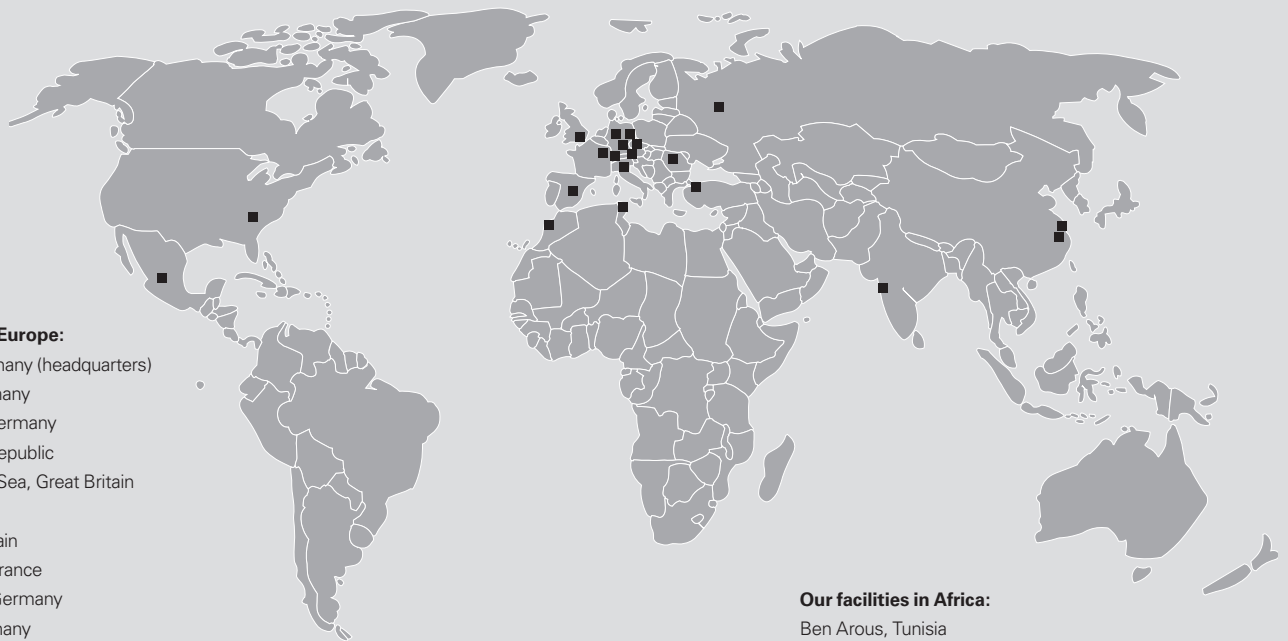 Europe:
many (headquarters)
any
ermany
epublic
Sea, Great Britain
ain
rance
Germany
many
Our facilities in Africa:
Ben Arous, Tunisia